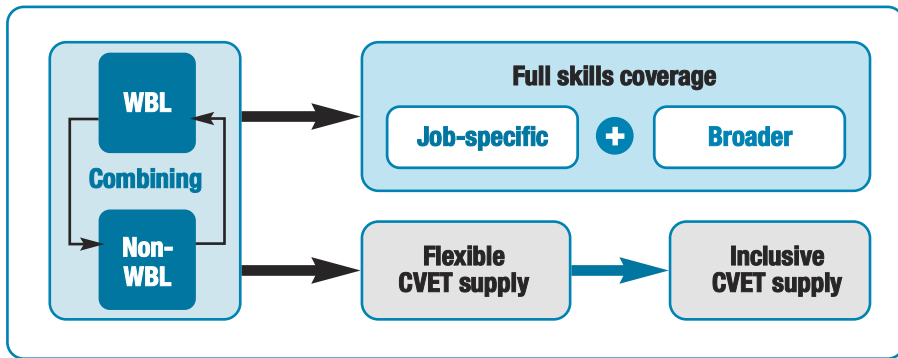 WBL
Combining
Non-
WBL
Full skills coverage
Job-specific
+
Broader
Flexible
CVET supply
Inclusive
CVET supply